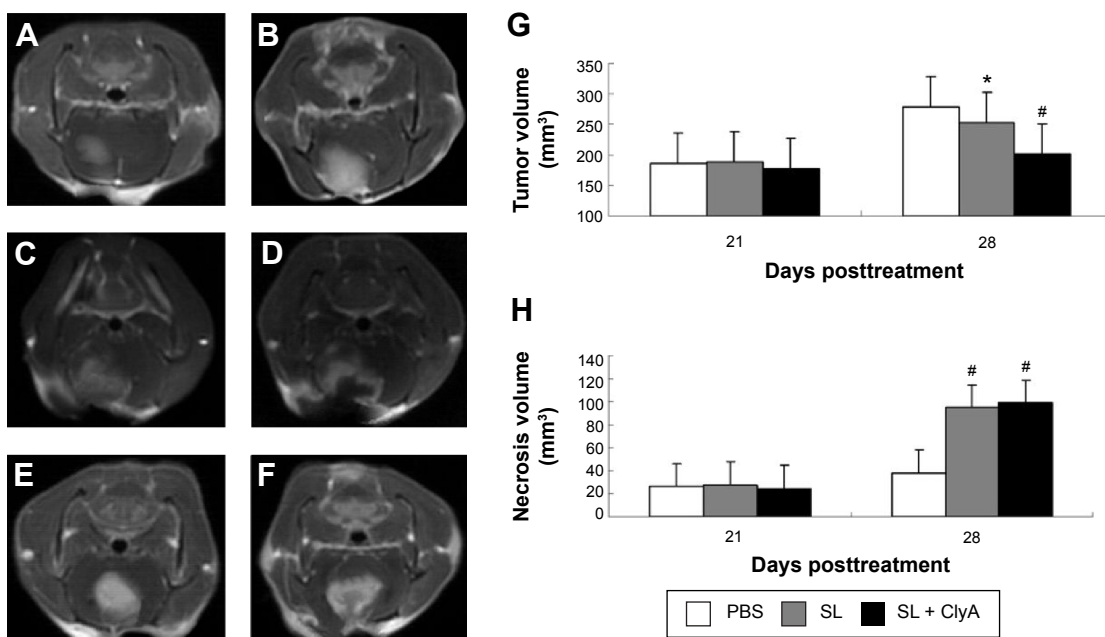 A
B
C
D
E
F
G
Tumor volume
(mm³)
350
300
250
200
150
100
*
#
21
28
Days posttreatment
H
Necrosis volume
(mm³)
140
120
100
80
60
40
20
0
#
#
21
28
Days posttreatment
PBS
SL
SL + ClyA